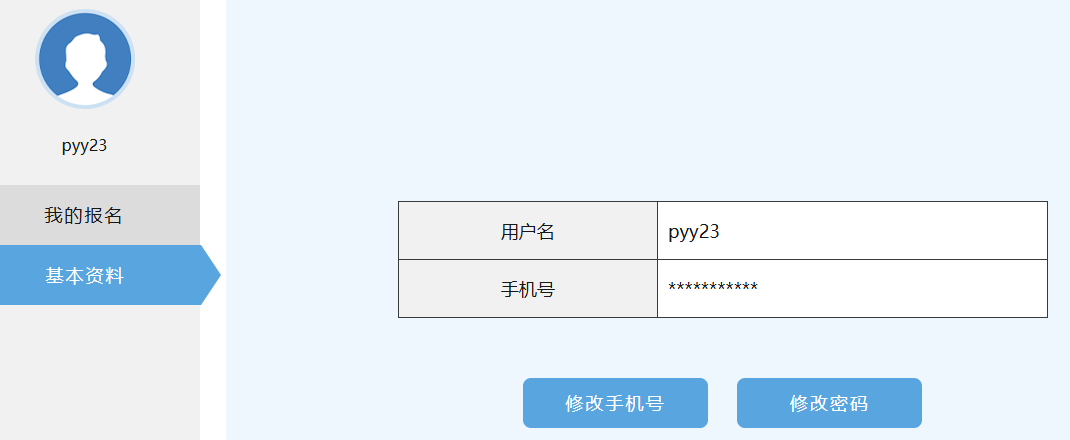 pyy23
我的报名
基本资料
用户名 pyy23
手机号 ***********
修改手机号 修改密码